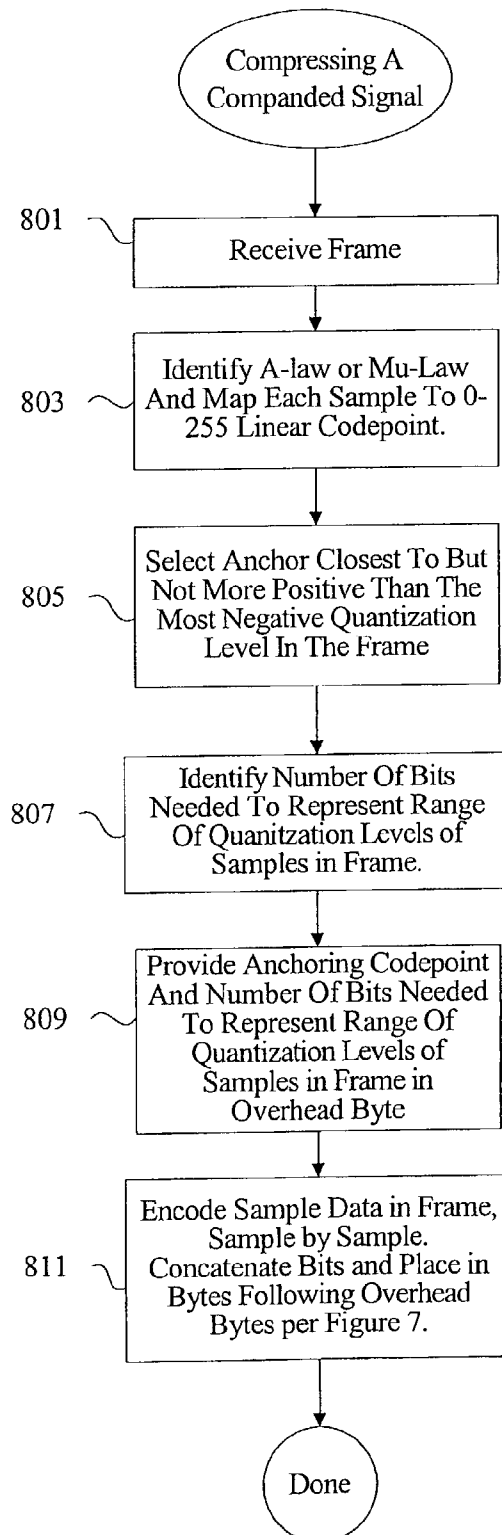 Compressing A
Companded Signal
801
Receive Frame
803
Identify A-law or Mu-Law
And Map Each Sample To 0-
255 Linear Codepoint.
805
Select Anchor Closest To But
Not More Positive Than The
Most Negative Quantization
Level In The Frame
807
Identify Number Of Bits
Needed To Represent Range
Of Quanitzation Levels of
Samples in Frame.
809
Provide Anchoring Codepoint
And Number Of Bits Needed
To Represent Range Of
Quantization Levels of
Samples in Frame in
Overhead Byte
811
Encode Sample Data in Frame,
Sample by Sample.
Concatenate Bits and Place in
Bytes Following Overhead
Bytes per Figure 7.
Done